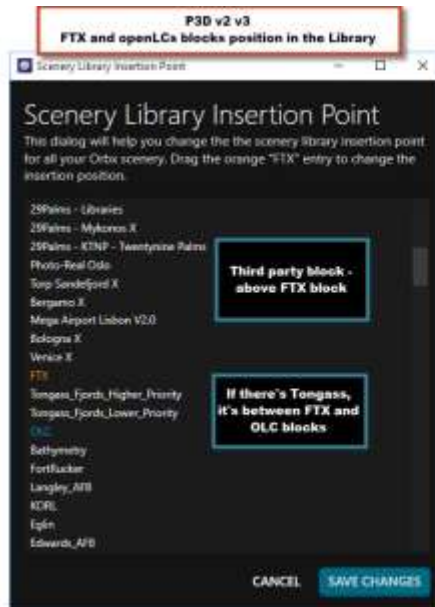 P3D v2 v3
FTX and openLCs blocks position in the Library
Scenery Library Insertion Point
Scenery Library Insertion Point
This dialog will help you change the the scenery library insertion point
for all your Orbx scenery. Drag the orange "FTX" entry to change the
insertion position.
29Palms - Libraries
29Palms - Mykonos X
29Palms - KTNP - Twentynine Palms
Photo-Real Oslo
Torp Sandefjord X
Bergamo X
Mega Airport Lisbon V2.0
Bologna X
Venice X
FTX
Tongass_Fjords_Higher_Priority
Tongass_Fjords_Lower_Priority
OLC
Bathymetry
FortRucker
Langley_AFB
KORL
Eglin
Edwards_AFB
Third party block -
above FTX block
If there's Tongass,
it's between FTX and
OLC blocks
CANCEL
SAVE CHANGES